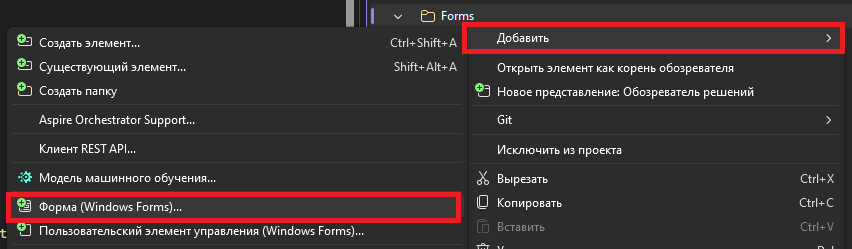 Forms
Добавить
Открыть элемент как корень обозревателя
Новое представление: Обозреватель решений
Git
Исключить из проекта
Вырезать Ctrl+X
Копировать Ctrl+C
Вставить Ctrl+V
Создать элемент... Ctrl+Shift+A
Существующий элемент... Shift+Alt+A
Создать папку
Aspire Orchestrator Support...
Клиент REST API...
Модель машинного обучения...
Форма (Windows Forms)...
Пользовательский элемент управления (Windows Forms)...